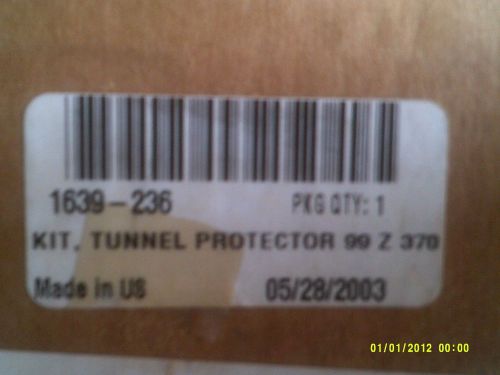 1639-236 PKG QTY: 1
KIT, TUNNEL PROTECTOR 99 Z 370
Made in US 05/28/2003
01/01/2012 00:00